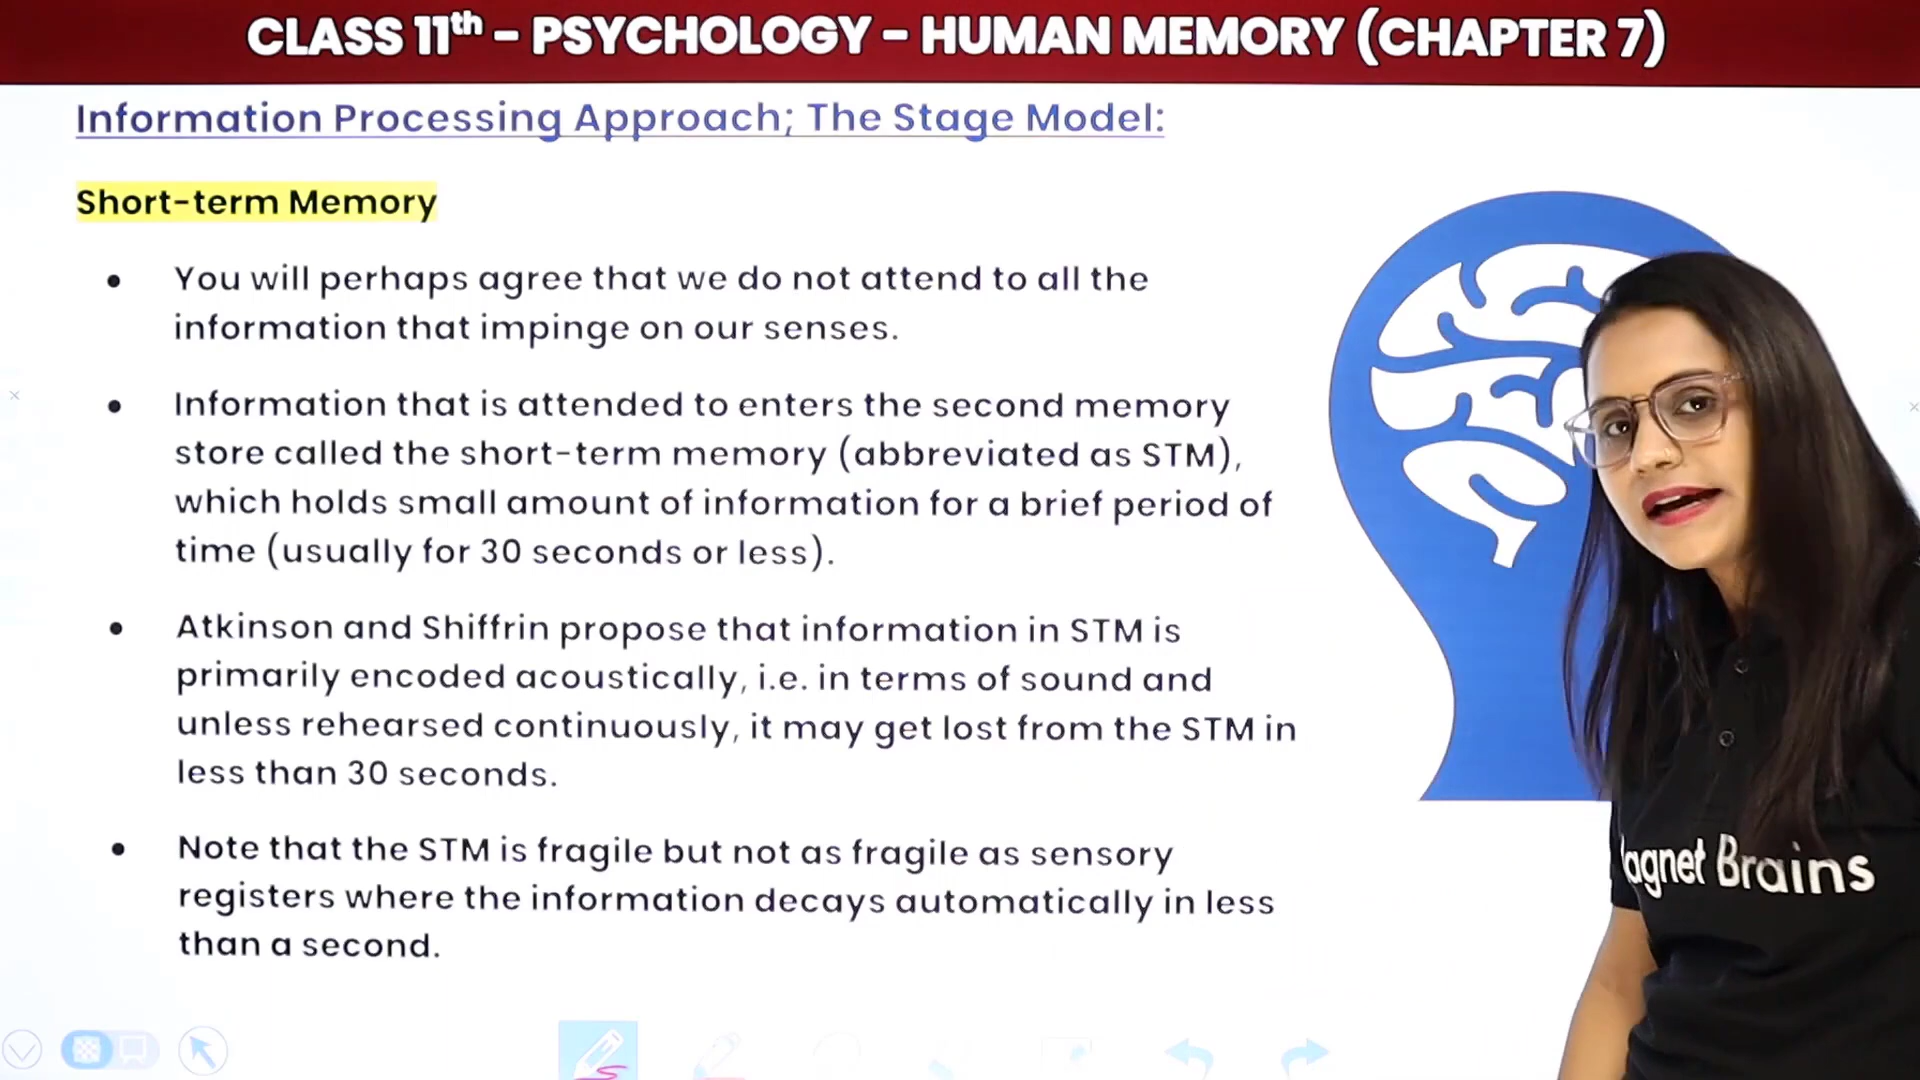 CLASS 11th - PSYCHOLOGY - HUMAN MEMORY (CHAPTER 7)
Information Processing Approach; The Stage Model:
Short-term Memory
• You will perhaps agree that we do not attend to all the
information that impinge on our senses.
• Information that is attended to enters the second memory
store called the short-term memory (abbreviated as STM),
which holds small amount of information for a brief period of
time (usually for 30 seconds or less).
• Atkinson and Shiffrin propose that information in STM is
primarily encoded acoustically, i.e. in terms of sound and
unless rehearsed continuously, it may get lost from the STM in
less than 30 seconds.
• Note that the STM is fragile but not as fragile as sensory
registers where the information decays automatically in less
than a second.
agnet Brains